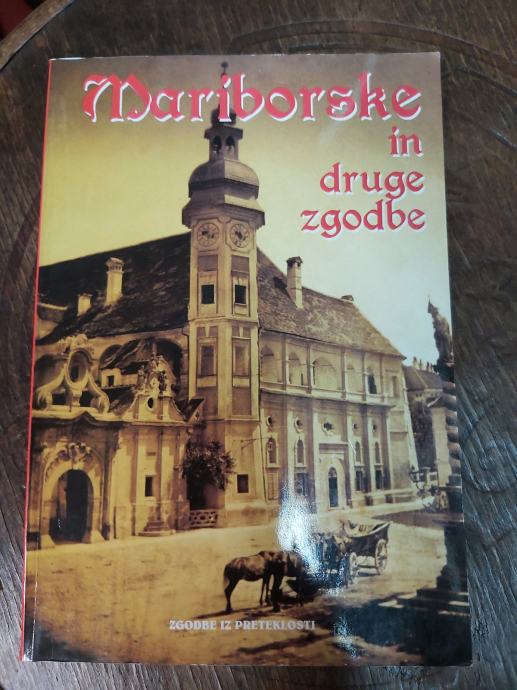 Mariborske
in
druge
zgodbe
ZGODBE IZ PRETEKLOSTI